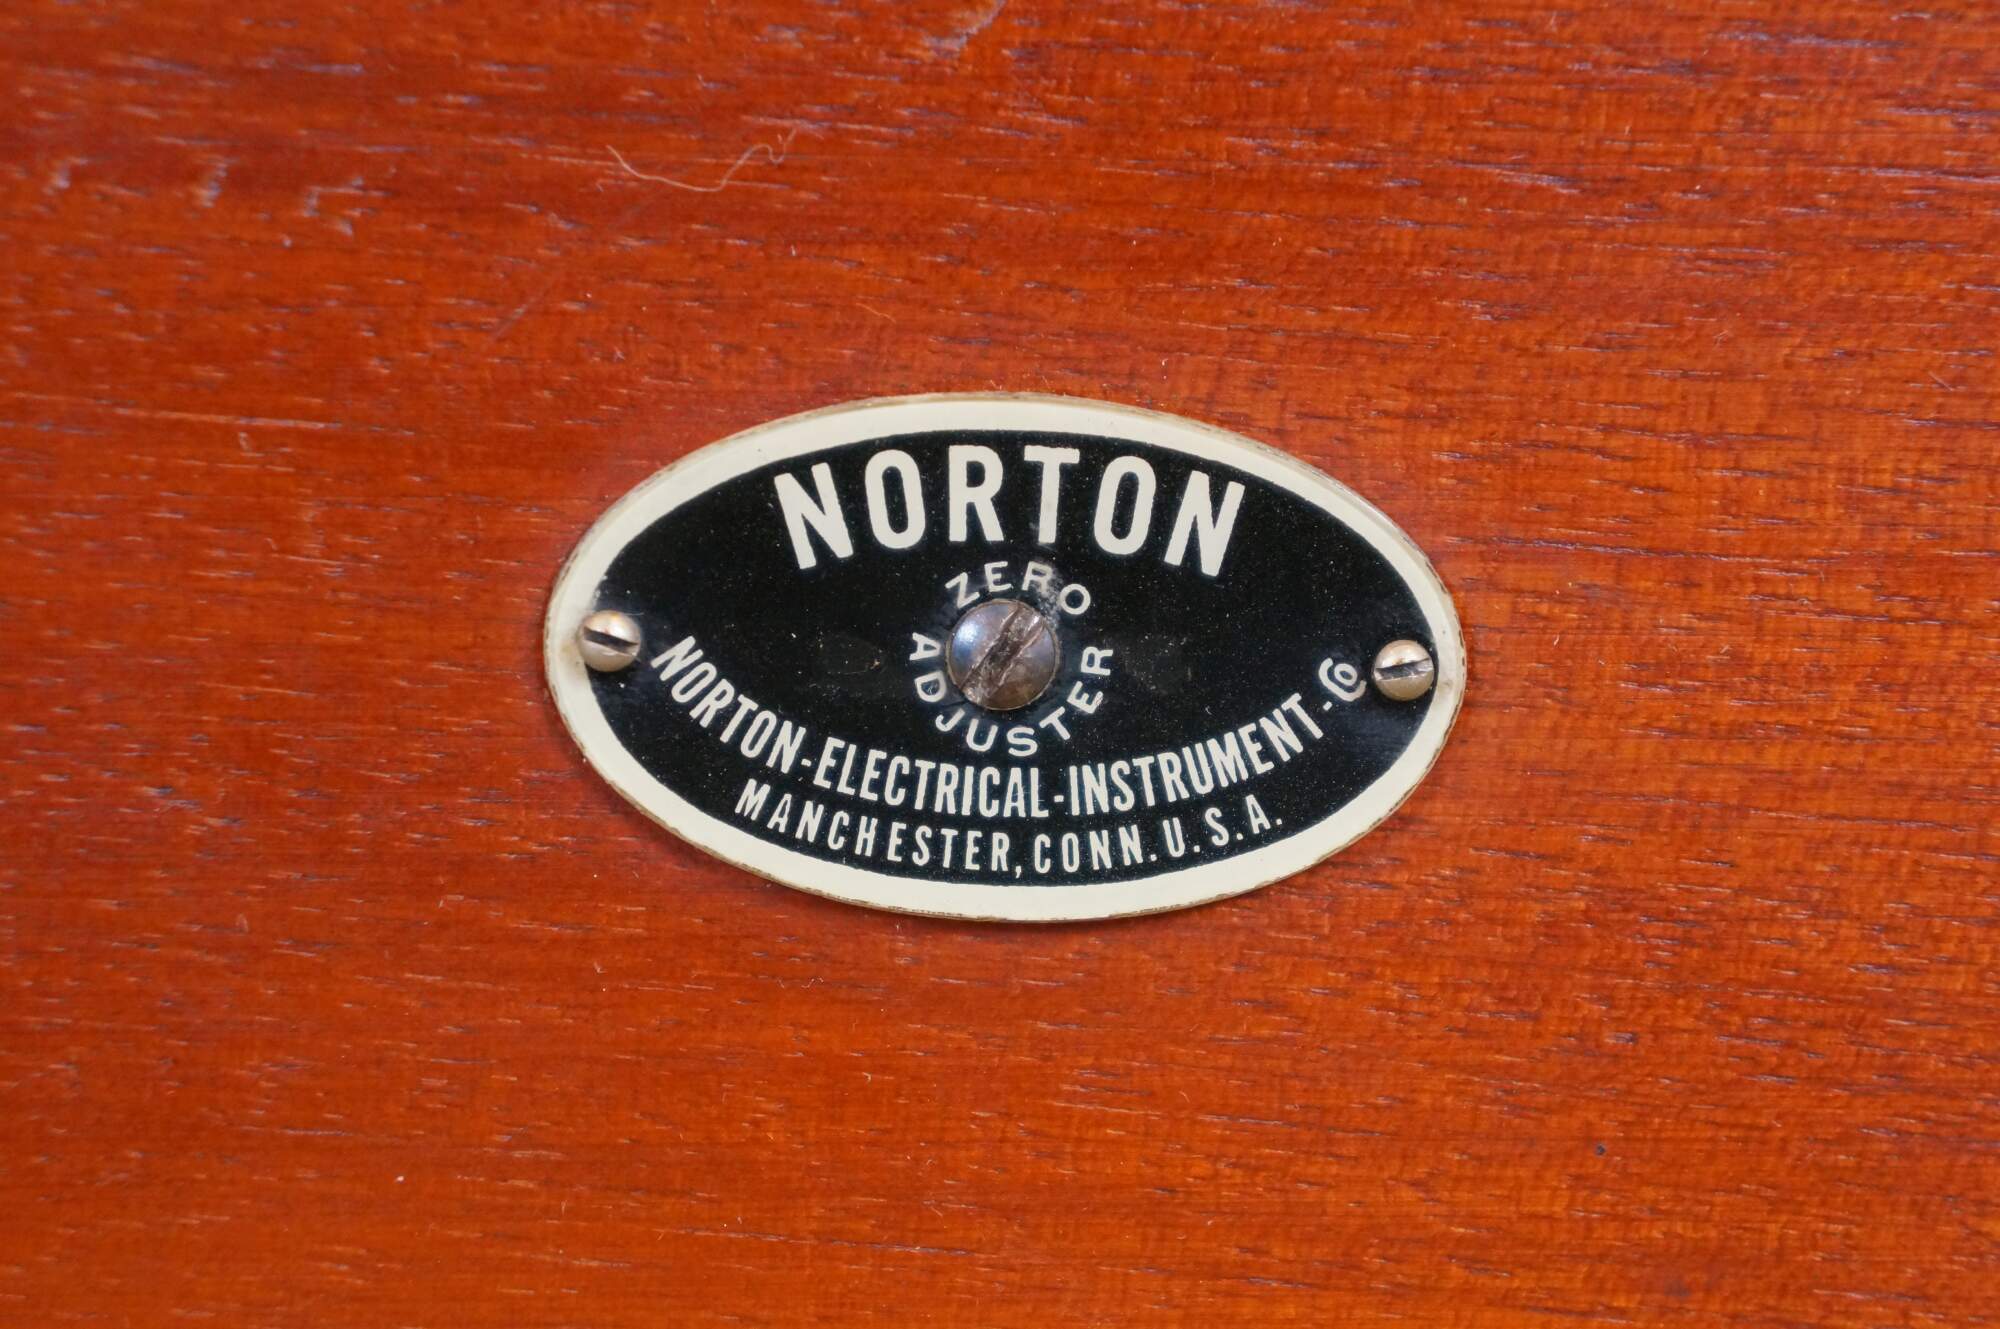 NORTON
ZERO
ADJUSTER
NORTON-ELECTRICAL-INSTRUMENT-Co
MANCHESTER, CONN. U.S.A.